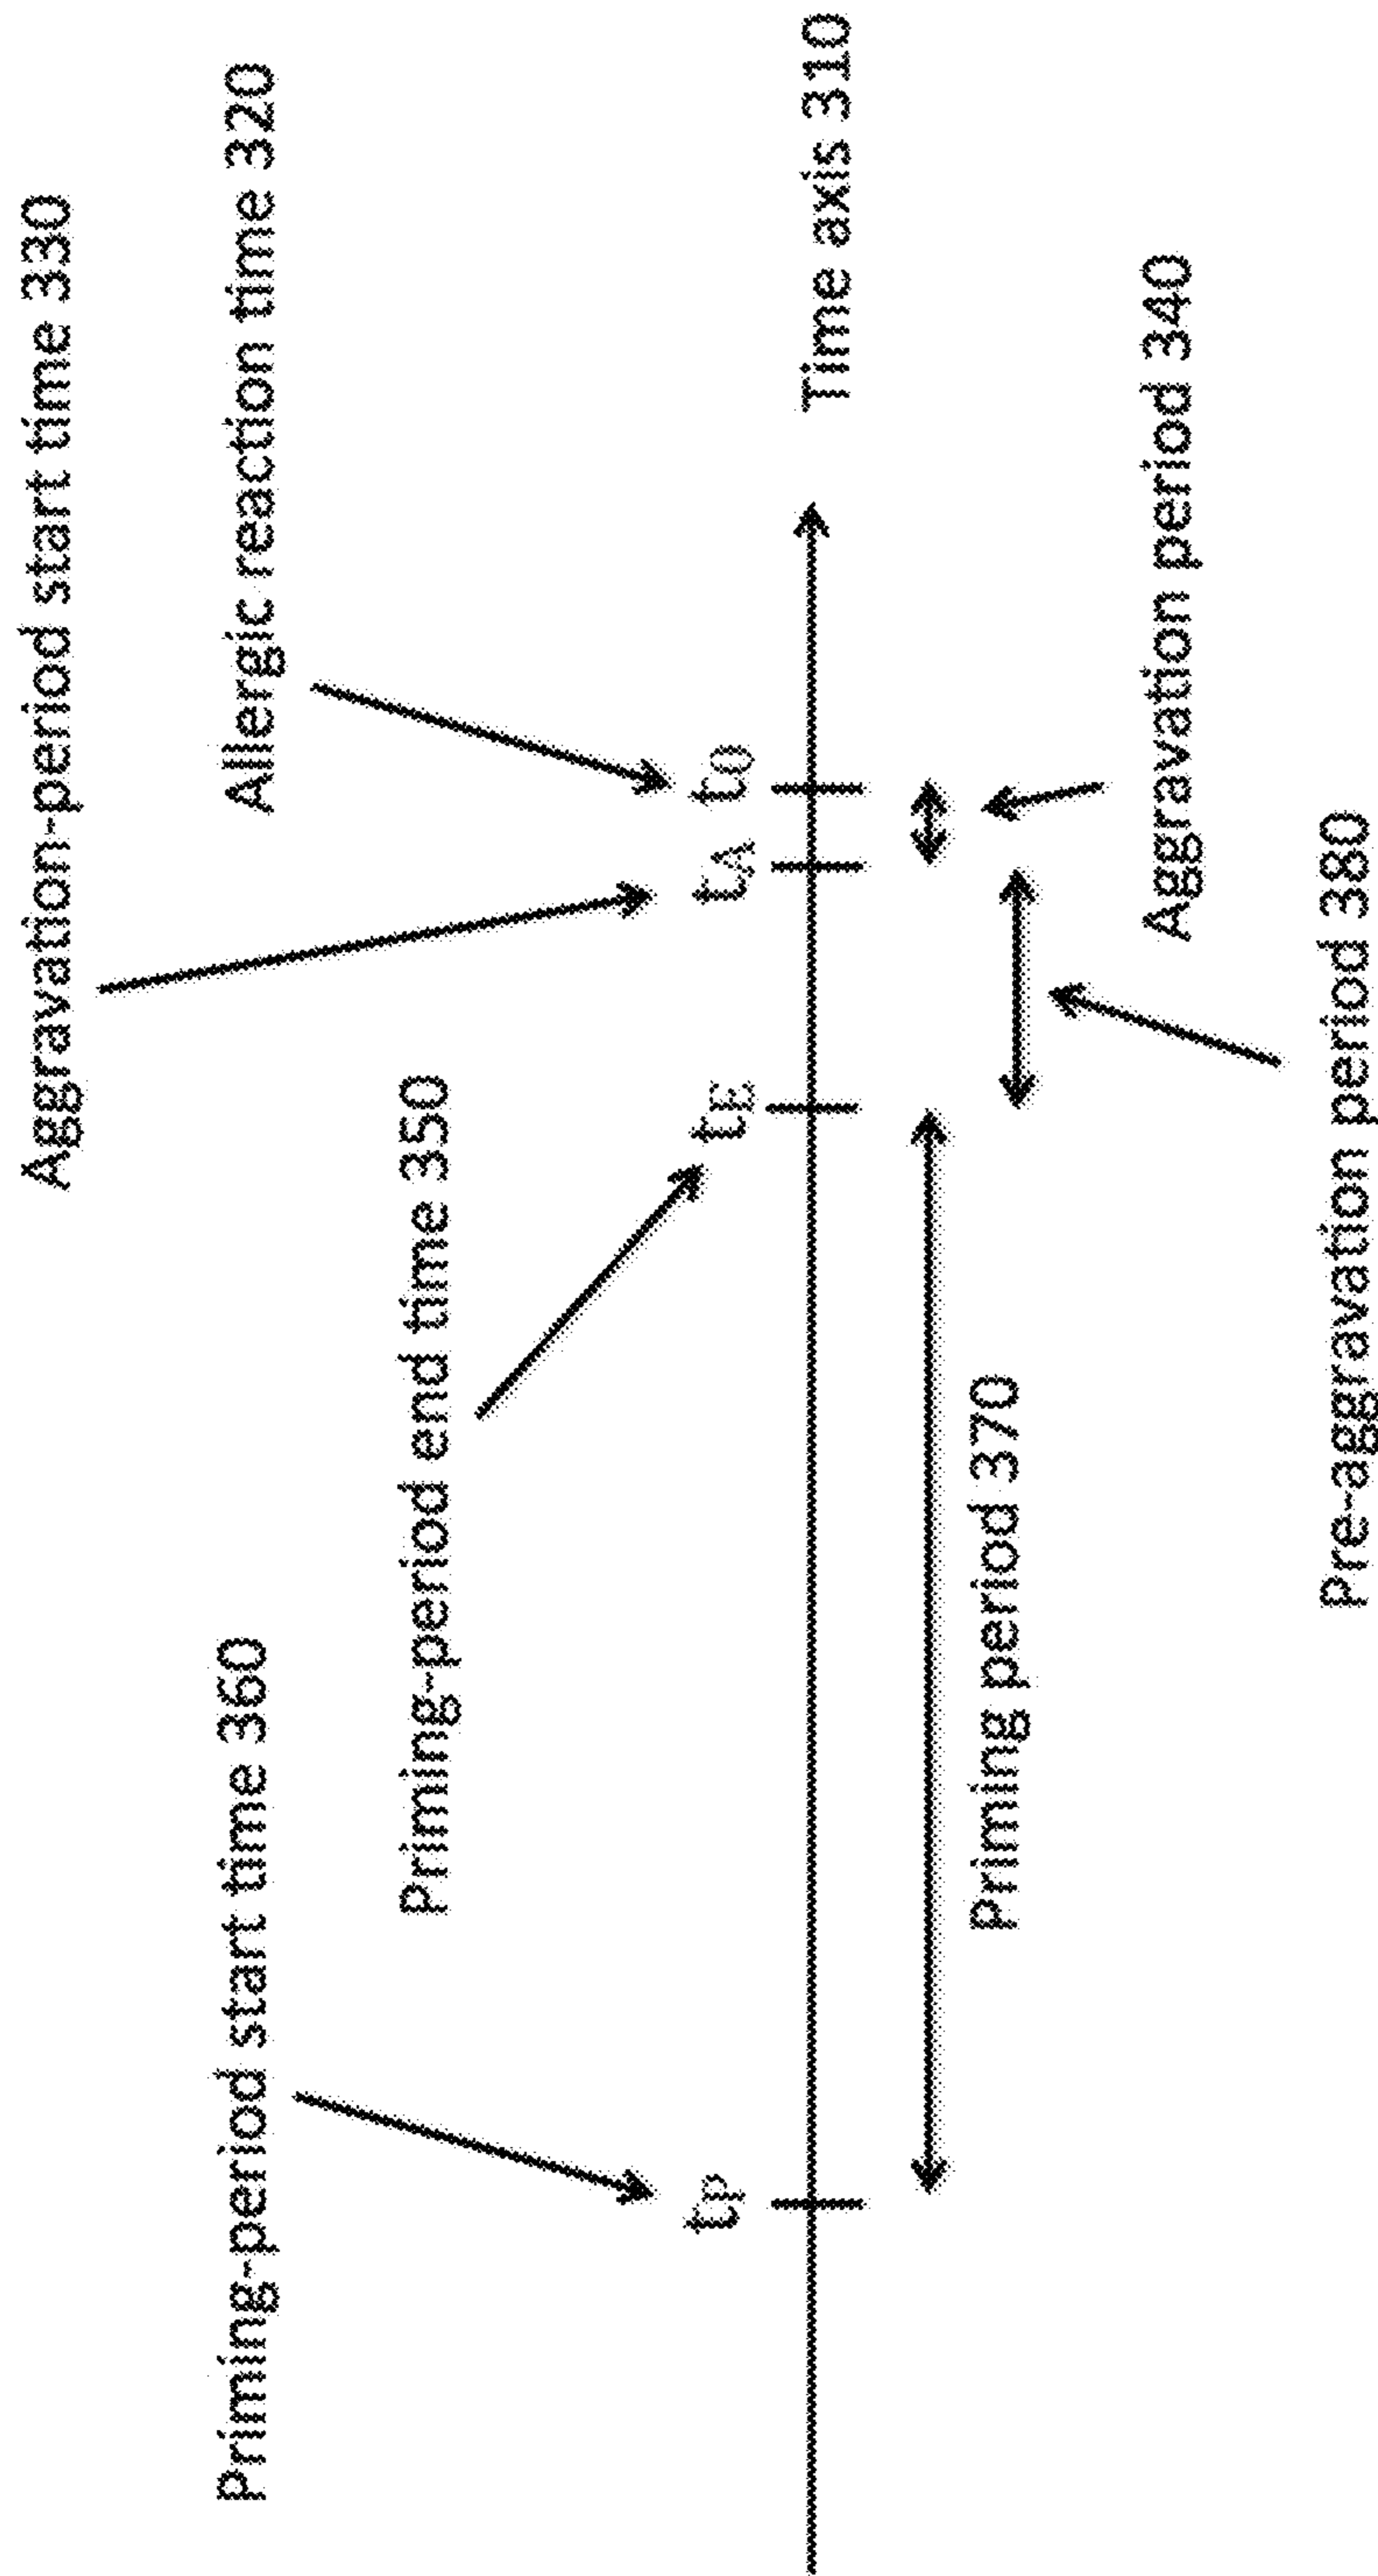 Aggravation-period start time 330
Priming-period start time 360
Allergic reaction time 320
Priming-period end time 350
tP
tE
tA
t0
Time axis 310
Priming period 370
Aggravation period 340
Pre-aggravation period 380